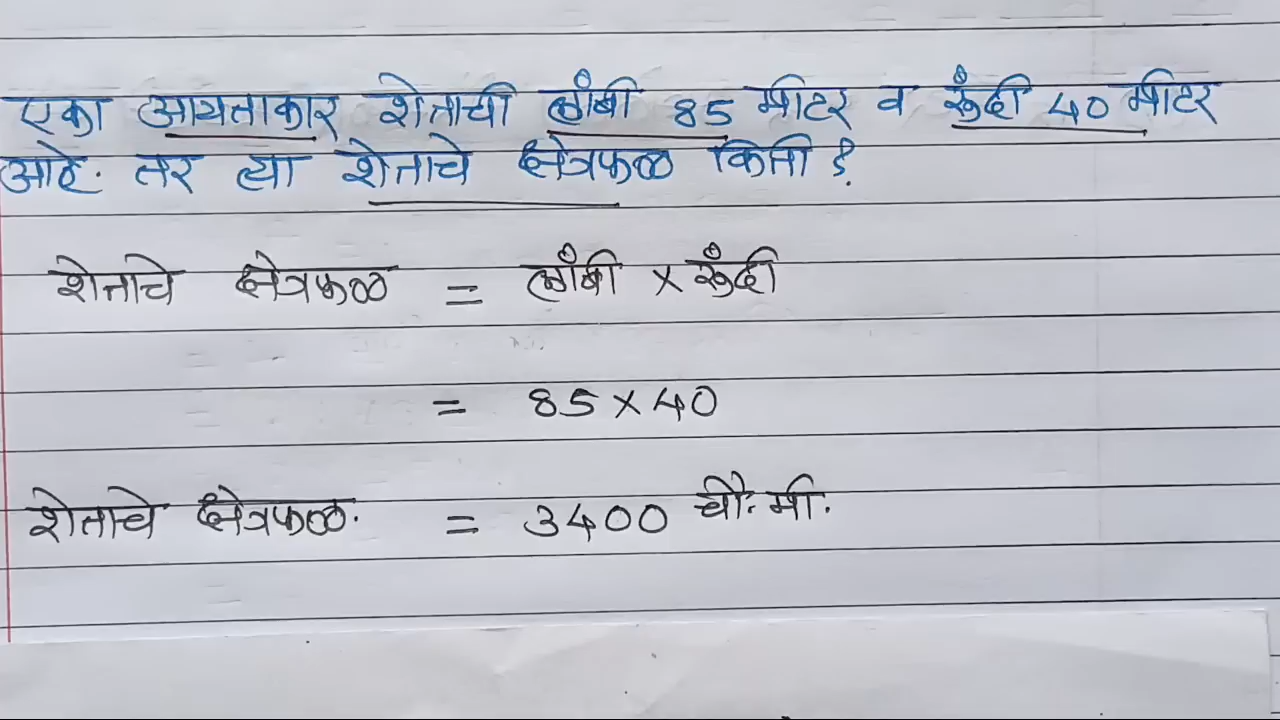 एका आयताकार शेताची लांबी 85 मीटर व रुंदी 40 मीटर
आहे. तर त्या शेताचे क्षेत्रफळ किती ?
शेताचे क्षेत्रफळ = लांबी × रुंदी
= 85 × 40
शेताचे क्षेत्रफळ. = 3400 चौ. मी.